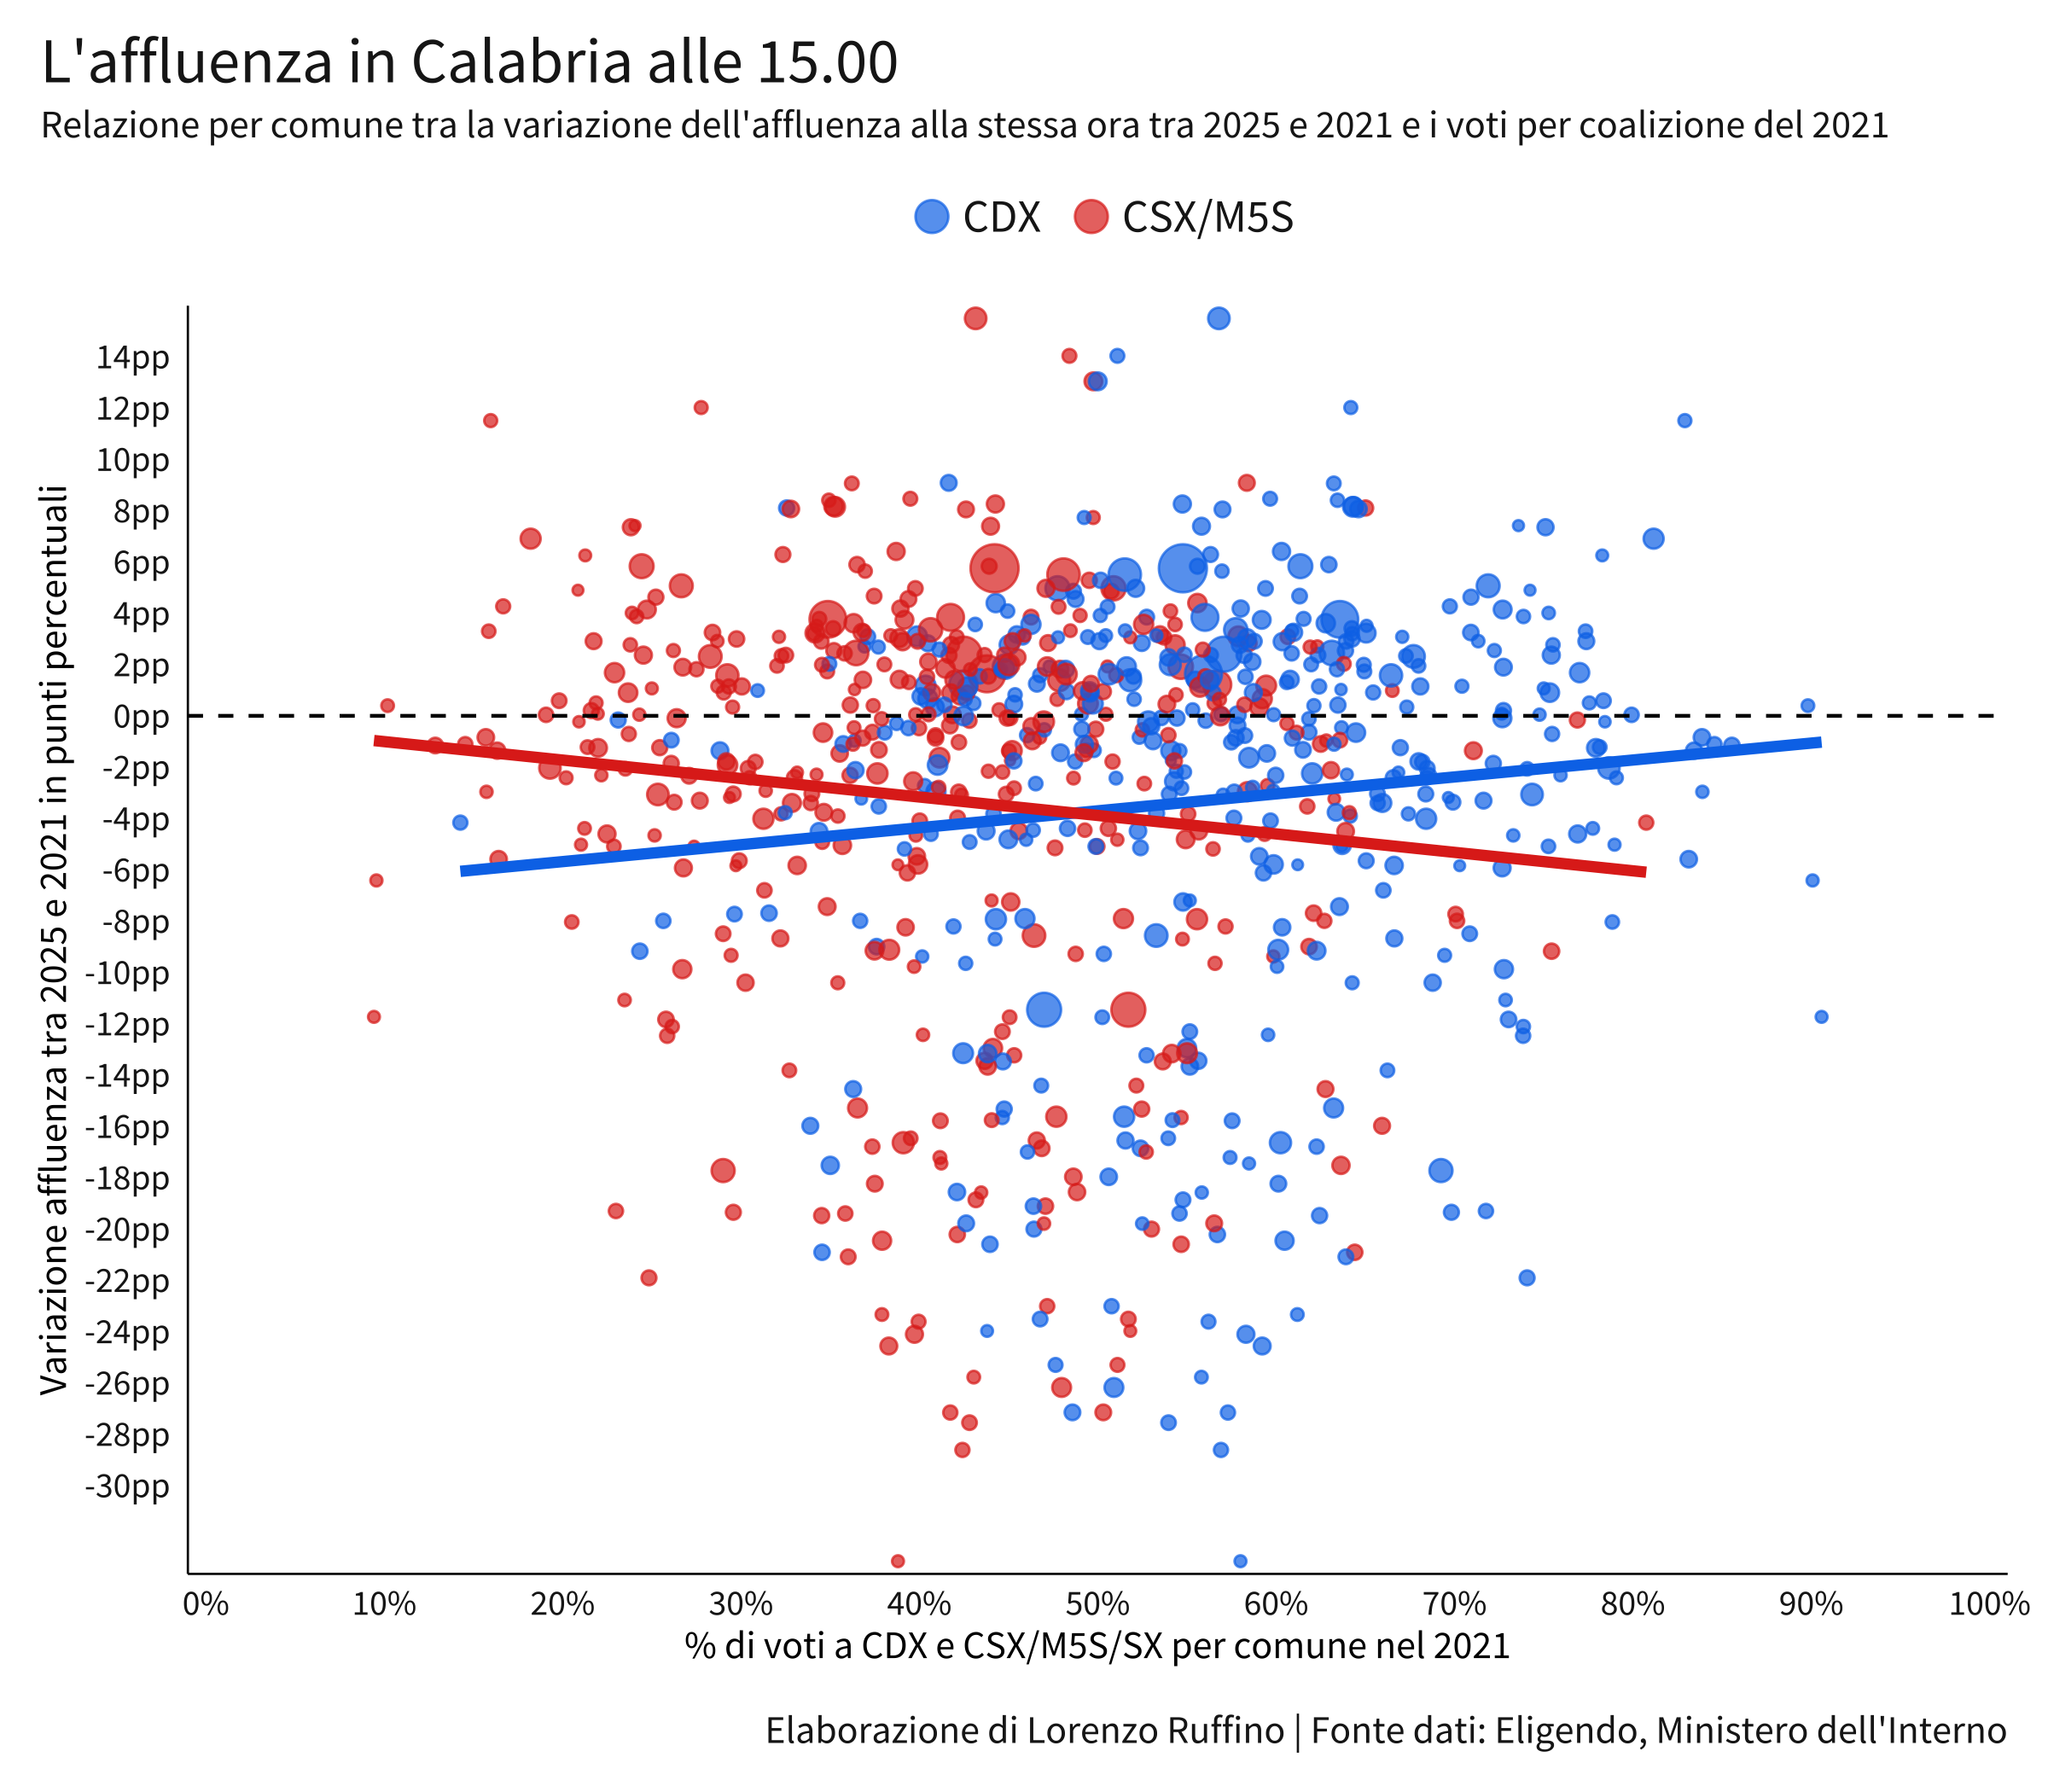 L'affluenza in Calabria alle 15.00
Relazione per comune tra la variazione dell'affluenza alla stessa ora tra 2025 e 2021 e i voti per coalizione del 2021
CDX
CSX/M5S
Variazione affluenza tra 2025 e 2021 in punti percentuali
14pp
12pp
10pp
8pp
6pp
4pp
2pp
0pp
-2pp
-4pp
-6pp
-8pp
-10pp
-12pp
-14pp
-16pp
-18pp
-20pp
-22pp
-24pp
-26pp
-28pp
-30pp
0% 10% 20% 30% 40% 50% 60% 70% 80% 90% 100%
% di voti a CDX e CSX/M5S/SX per comune nel 2021
Elaborazione di Lorenzo Ruffino | Fonte dati: Eligendo, Ministero dell'Interno